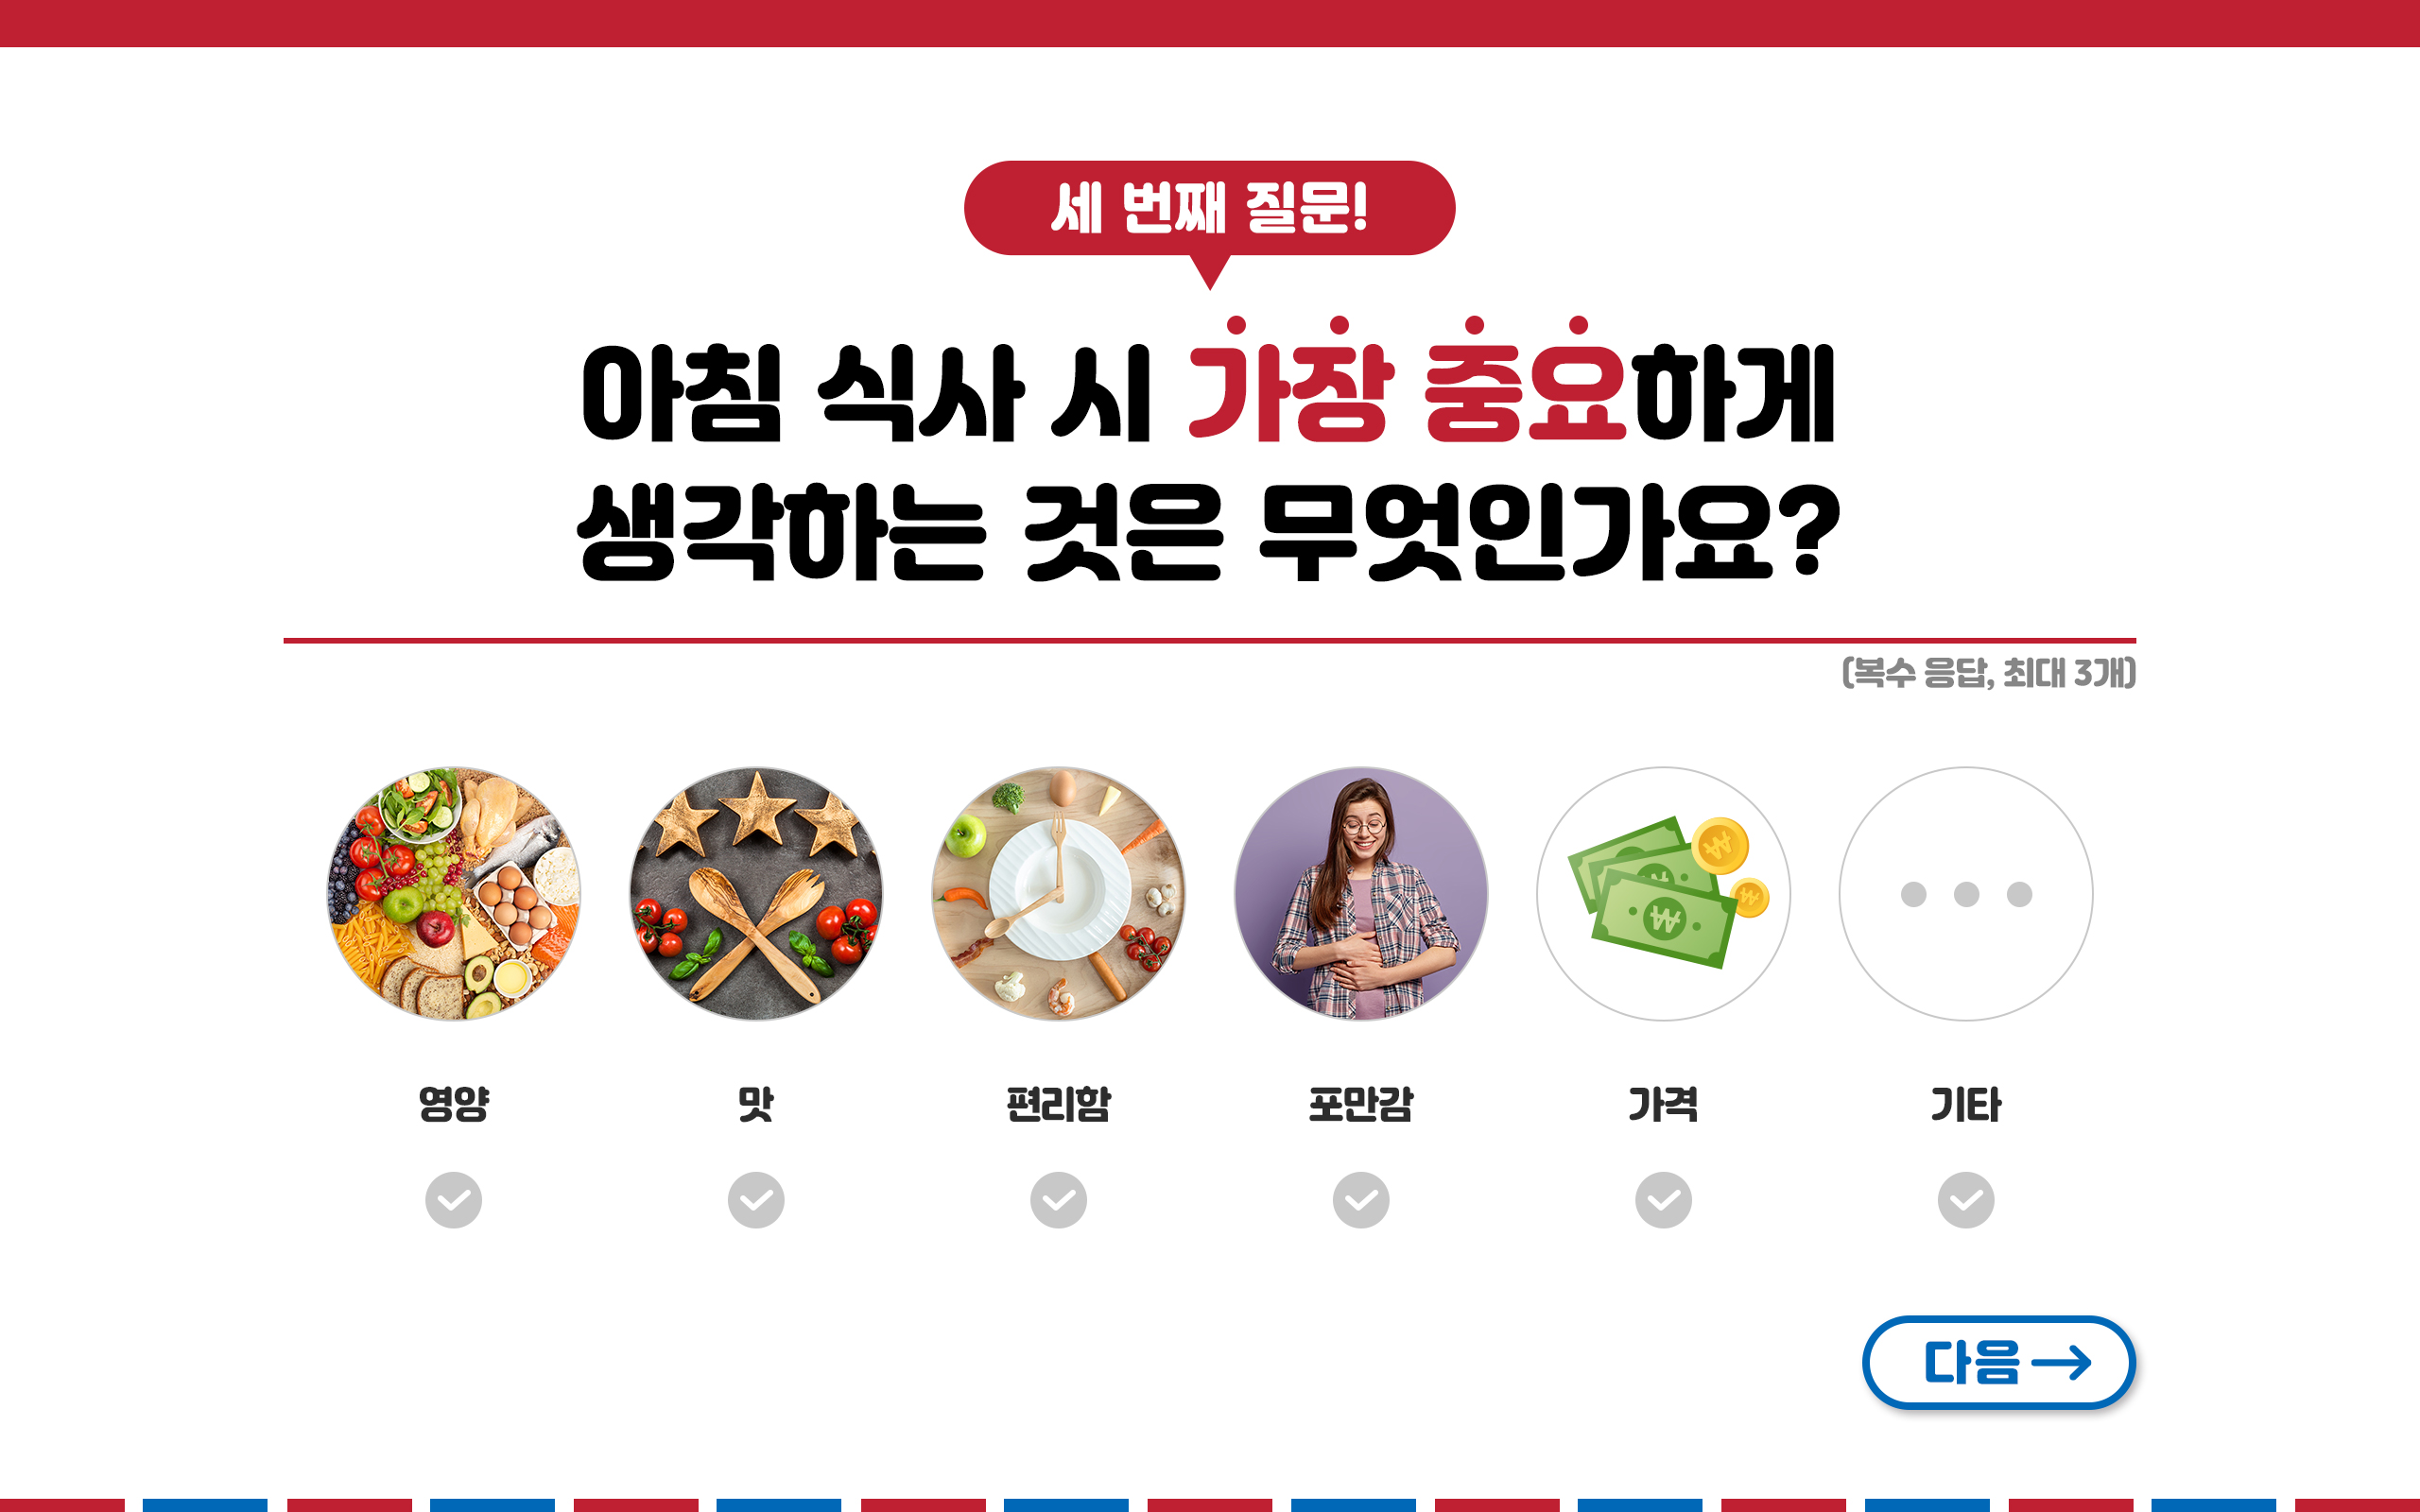 세 번째 질문!
아침 식사 시 가장 중요하게
생각하는 것은 무엇인가요?
(복수 응답, 최대 3개)
영양
맛
편리함
포만감
가격
기타
다음 →